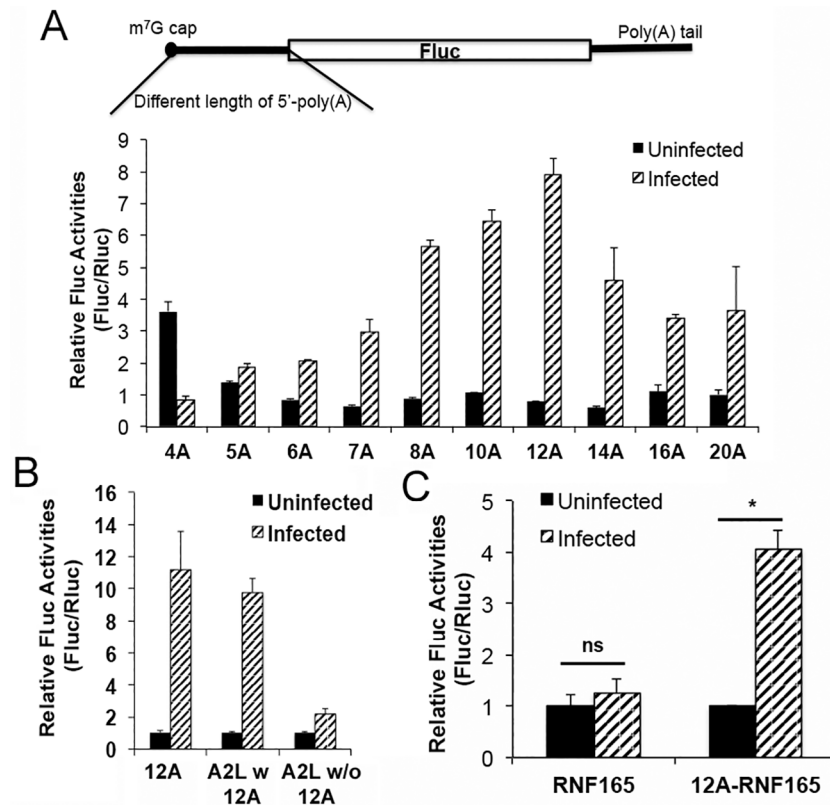 A
m⁷G cap
Fluc
Poly(A) tail
Different length of 5'-poly(A)
Relative Fluc Activities
(Fluc/Rluc)
9
8
7
6
5
4
3
2
1
0
Uninfected
Infected
4A 5A 6A 7A 8A 10A 12A 14A 16A 20A
B
Relative Fluc Activities
(Fluc/Rluc)
16
14
12
10
8
6
4
2
0
Uninfected
Infected
12A A2L w A2L w/o
12A 12A
C
Relative Fluc Activities
(Fluc/Rluc)
5
4
3
2
1
0
Uninfected
Infected
ns
*
RNF165 12A-RNF165